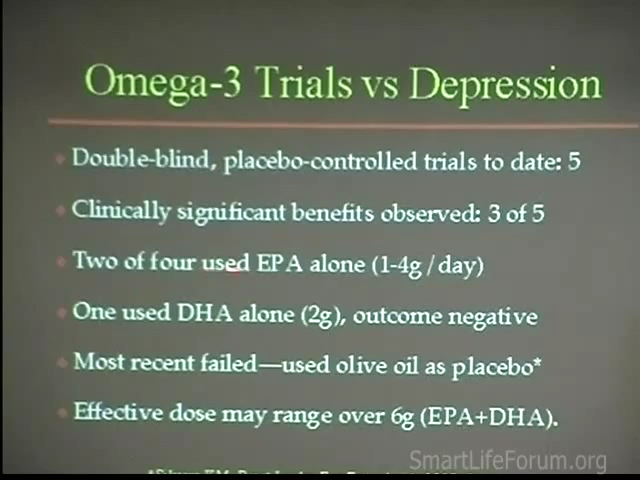 Omega-3 Trials vs Depression
Double-blind, placebo-controlled trials to date: 5
Clinically significant benefits observed: 3 of 5
Two of four used EPA alone (1-4g/day)
One used DHA alone (2g), outcome negative
Most recent failed—used olive oil as placebo*
Effective dose may range over 6g (EPA+DHA).
SmartLifeForum.org